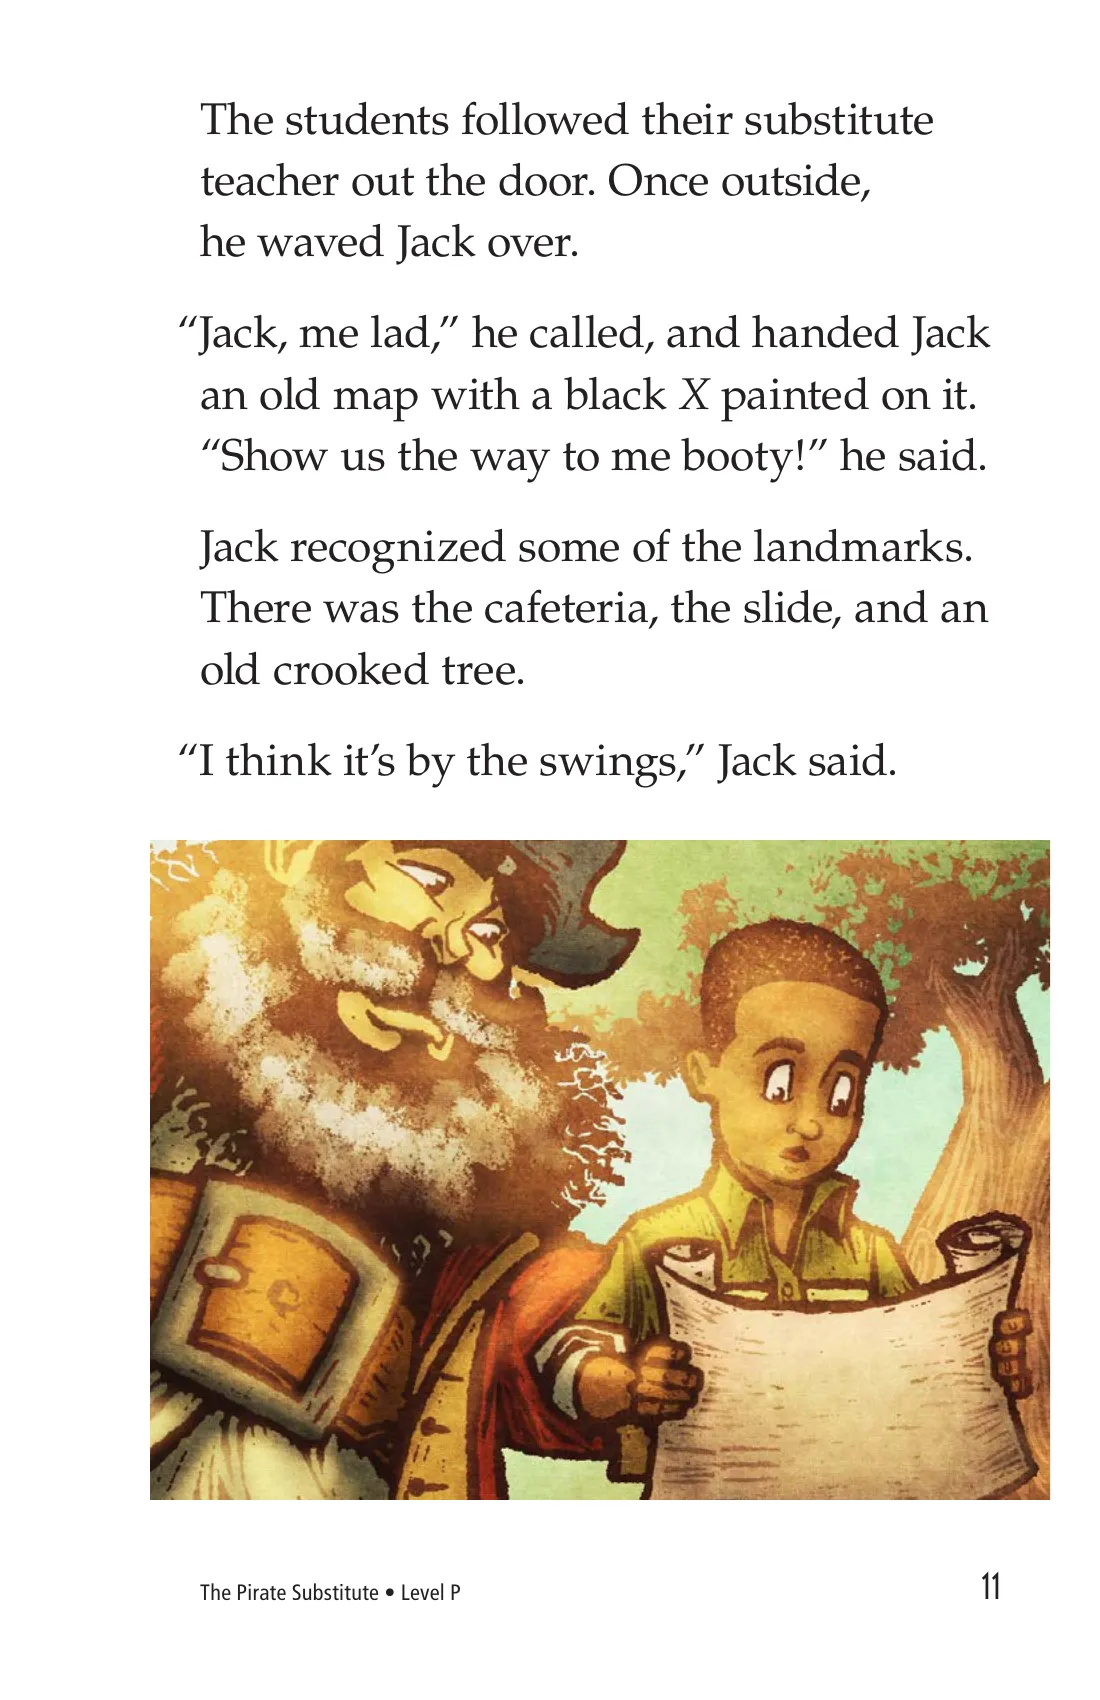 The students followed their substitute
teacher out the door. Once outside,
he waved Jack over.
“Jack, me lad,” he called, and handed Jack
an old map with a black X painted on it.
“Show us the way to me booty!” he said.
Jack recognized some of the landmarks.
There was the cafeteria, the slide, and an
old crooked tree.
“I think it’s by the swings,” Jack said.
The Pirate Substitute • Level P
11